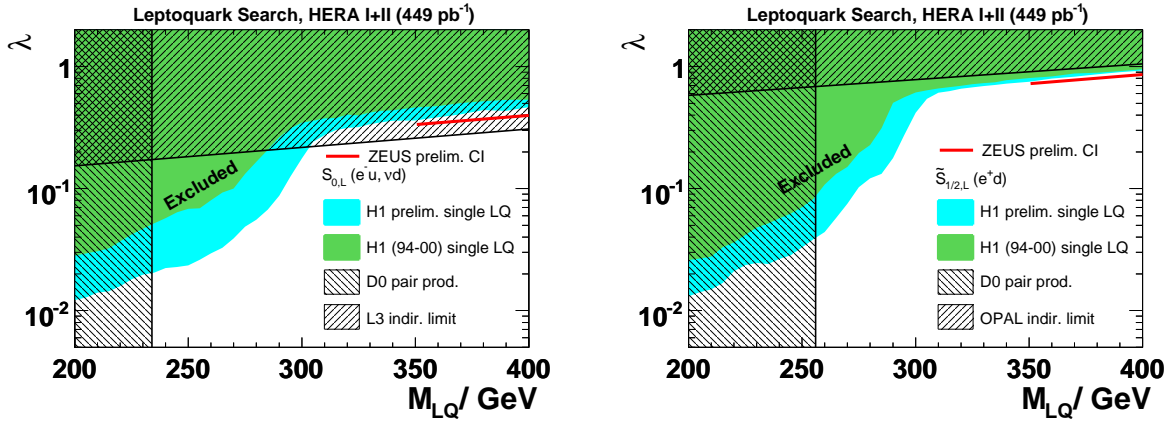 Leptoquark Search, HERA I+II (449 pb⁻¹)
λ
1
10⁻¹
10⁻²
Excluded
ZEUS prelim. CI
S₀,L (e⁻u, νd)
H1 prelim. single LQ
H1 (94-00) single LQ
D0 pair prod.
L3 indir. limit
200 250 300 350 400
M_LQ/ GeV
Leptoquark Search, HERA I+II (449 pb⁻¹)
λ
1
10⁻¹
10⁻²
Excluded
ZEUS prelim. CI
S̃₁/₂,L (e⁺d)
H1 prelim. single LQ
H1 (94-00) single LQ
D0 pair prod.
OPAL indir. limit
200 250 300 350 400
M_LQ/ GeV